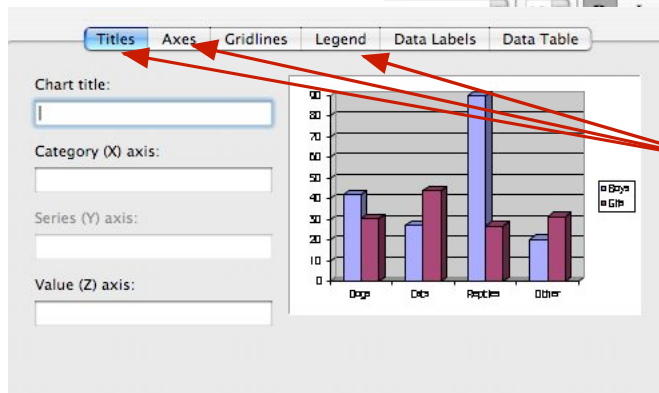 Titles Axes Gridlines Legend Data Labels Data Table
Chart title:
Category (X) axis:
Series (Y) axis:
Value (Z) axis:
90
80
70
60
50
40
30
20
10
0
Dogs Cats Reptiles Other
Boys
Girls